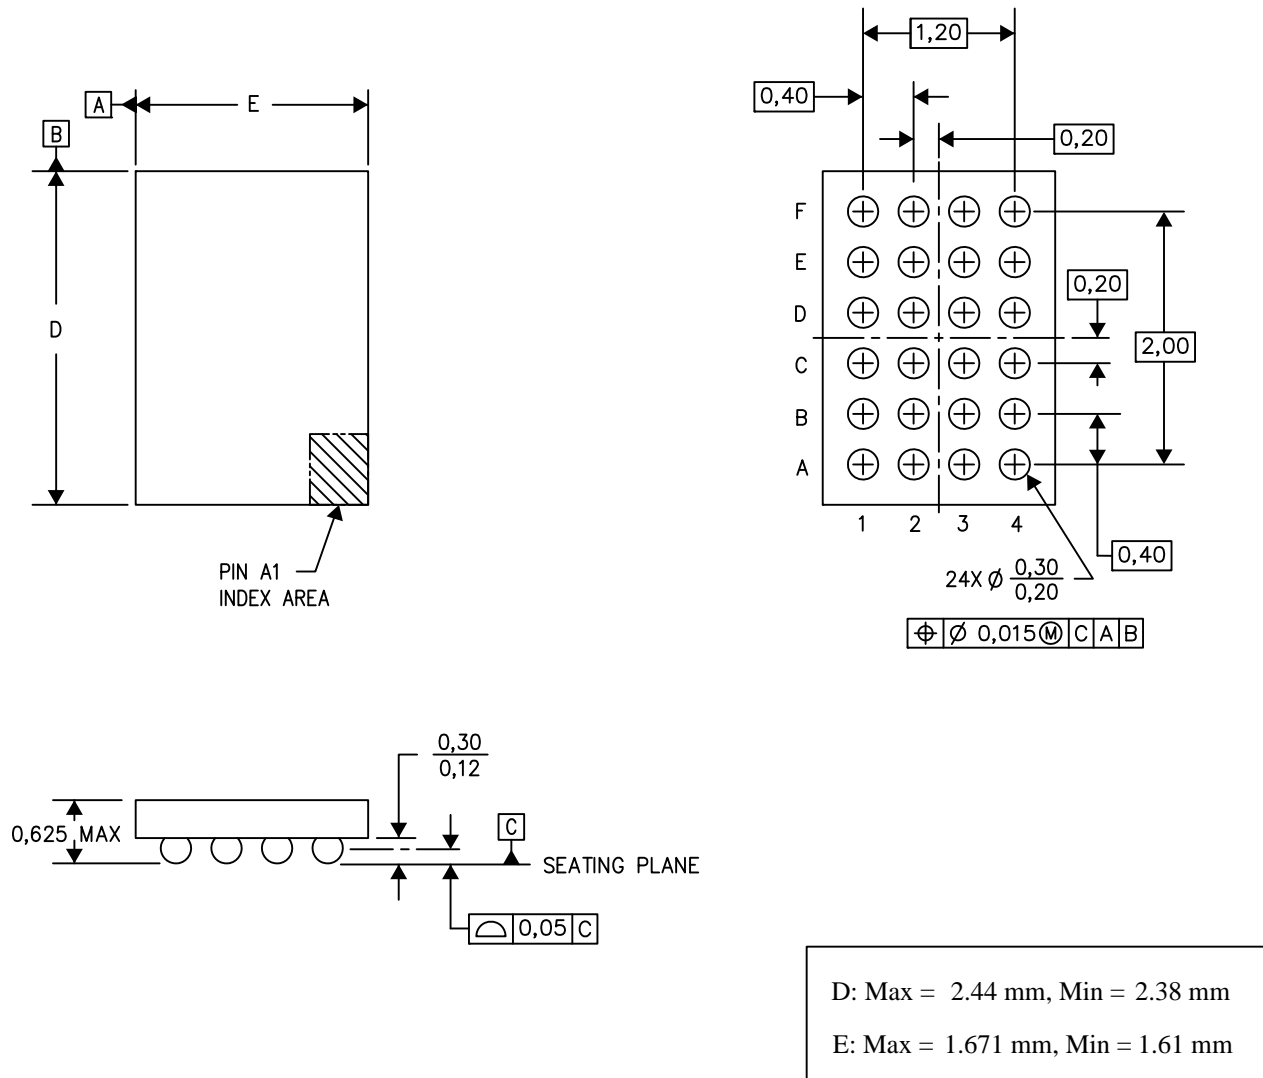 1,20
A
E
0,40
B
0,20
F
E
0,20
D
D
2,00
C
B
A
1 2 3 4
0,40
PIN A1
INDEX AREA
24X Ø 0,30
0,20
⌖ Ø 0,015 Ⓜ C A B
0,30
0,12
0,625 MAX
C
SEATING PLANE
⌓ 0,05 C
D: Max = 2.44 mm, Min = 2.38 mm
E: Max = 1.671 mm, Min = 1.61 mm